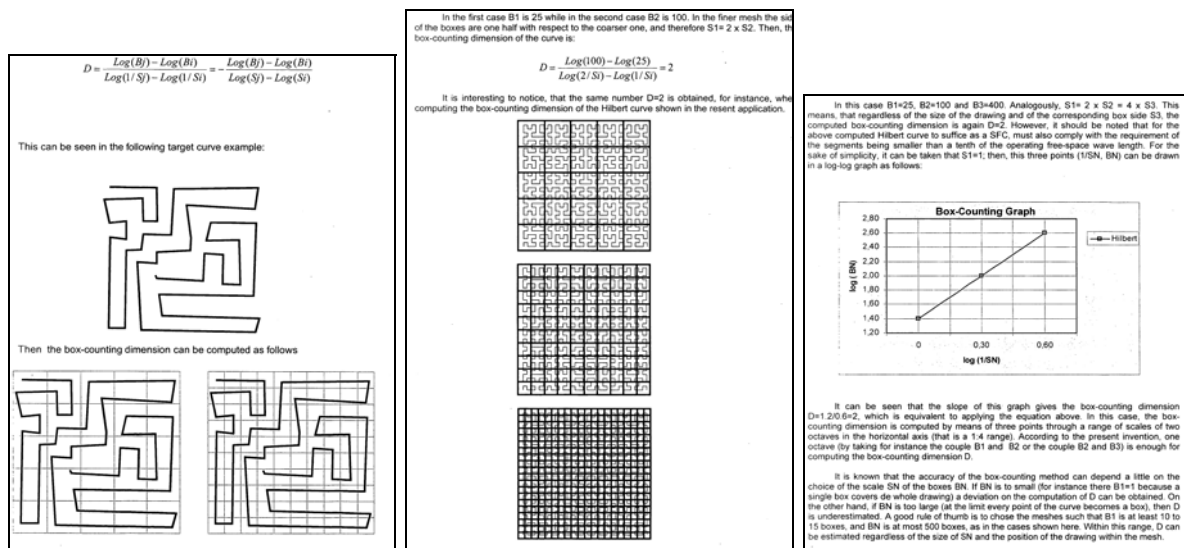 D = Log(Bj) − Log(Bi) / Log(1/Sj) − Log(1/Si) = − Log(Bj) − Log(Bi) / Log(Sj) − Log(Si)
This can be seen in the following target curve example:
Then the box-counting dimension can be computed as follows
In the first case B1 is 25 while in the second case B2 is 100. In the finer mesh the sid
of the boxes are one half with respect to the coarser one, and therefore S1= 2 x S2. Then, th
box-counting dimension of the curve is:
D = Log(100) − Log(25) / Log(2/Si) − Log(1/Si) = 2
It is interesting to notice, that the same number D=2 is obtained, for instance, whe
computing the box-counting dimension of the Hilbert curve shown in the resent application.
In this case B1=25, B2=100 and B3=400. Analogously, S1= 2 x S2 = 4 x S3. This
means, that regardless of the size of the drawing and of the corresponding box side S3, the
computed box-counting dimension is again D=2. However, it should be noted that for the
above computed Hilbert curve to suffice as a SFC, must also comply with the requirement of
the segments being smaller than a tenth of the operating free-space wave length. For the
sake of simplicity, it can be taken that S1=1; then, this three points (1/SN, BN) can be drawn
in a log-log graph as follows:
Box-Counting Graph
2,80
2,60
2,40
2,20
2,00
1,80
1,60
1,40
1,20
log ( BN)
0 0,30 0,60
log (1/SN)
Hilbert
It can be seen that the slope of this graph gives the box-counting dimension
D=1.2/0.6=2, which is equivalent to applying the equation above. In this case, the box-
counting dimension is computed by means of three points through a range of scales of two
octaves in the horizontal axis (that is a 1:4 range). According to the present invention, one
octave (by taking for instance the couple B1 and B2 or the couple B2 and B3) is enough for
computing the box-counting dimension D.
It is known that the accuracy of the box-counting method can depend a little on the
choice of the scale SN of the boxes BN. If BN is to small (for instance there B1=1 because a
single box covers de whole drawing) a deviation on the computation of D can be obtained. On
the other hand, if BN is too large (at the limit every point of the curve becomes a box), then D
is underestimated. A good rule of thumb is to chose the meshes such that B1 is at least 10 to
15 boxes, and BN is at most 500 boxes, as in the cases shown here. Within this range, D can
be estimated regardless of the size of SN and the position of the drawing within the mesh.